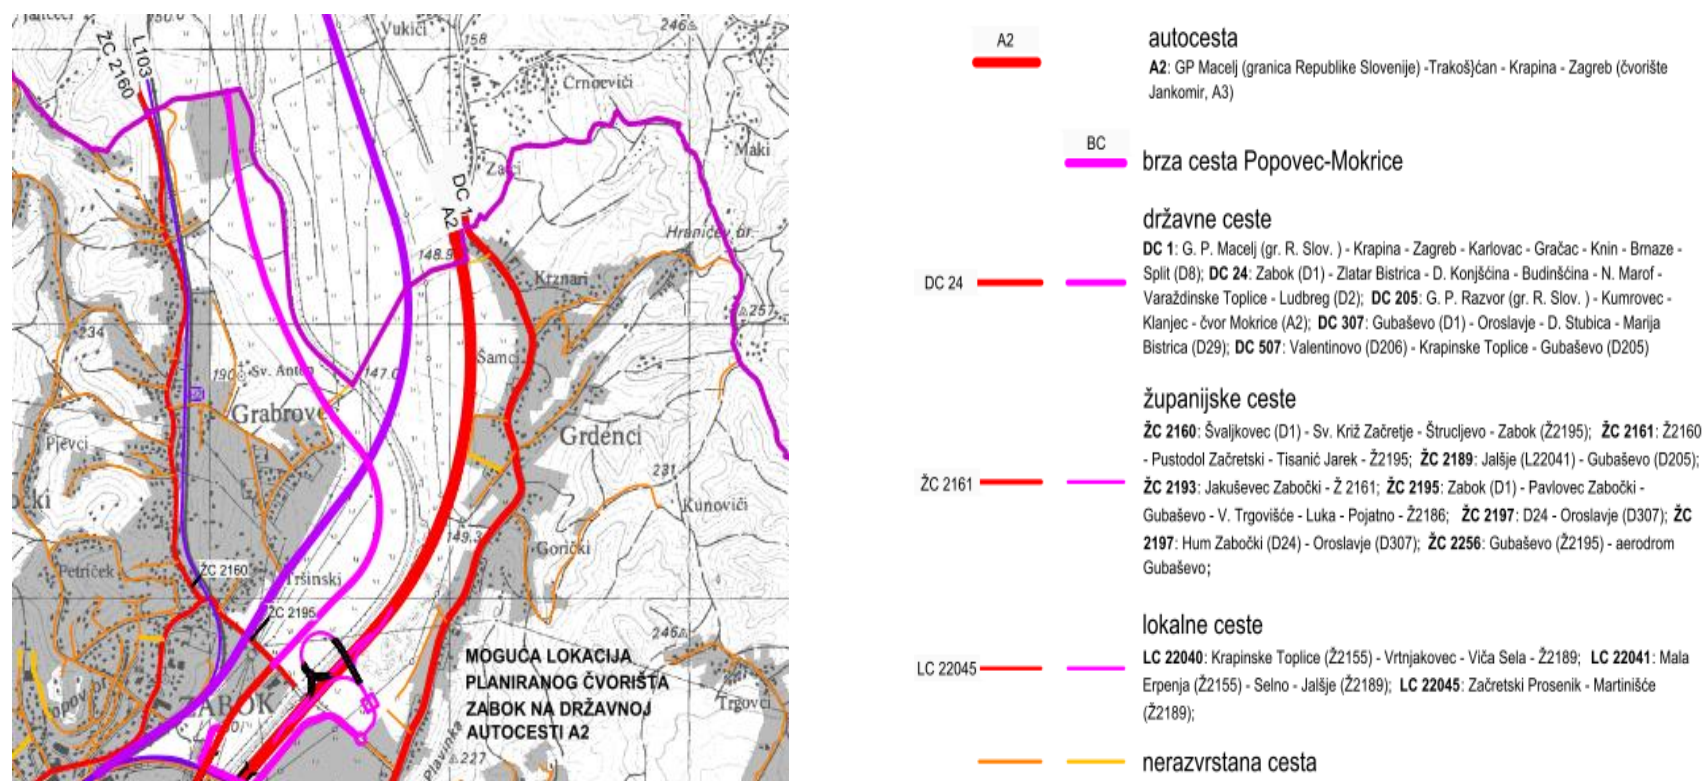 Vukići
158
246
Crnoevići
ŽC 2160
L103
Maki
DC 1
A2
Hraničev br.
148.9
Krznari
257
234
Šamci
190
Sv. Anton
147.0
Grabrov
Grdenci
Pjevci
231
Kunovići
149.3
Gorički
Petriček
ŽC 2160
Tršinski
ŽC 2195
246
MOGUĆA LOKACIJA
PLANIRANOG ČVORIŠTA
ZABOK NA DRŽAVNOJ
AUTOCESTI A2
ZABOK
Trgovci
Plavinka
227
A2
autocesta
A2: GP Macelj (granica Republike Slovenije) -Trakoš}ćan - Krapina - Zagreb (čvorište
Jankomir, A3)
BC
brza cesta Popovec-Mokrice
državne ceste
DC 1: G. P. Macelj (gr. R. Slov. ) - Krapina - Zagreb - Karlovac - Gračac - Knin - Brnaze -
Split (D8); DC 24: Zabok (D1) - Zlatar Bistrica - D. Konjšćina - Budinšćina - N. Marof -
DC 24
Varaždinske Toplice - Ludbreg (D2); DC 205: G. P. Razvor (gr. R. Slov. ) - Kumrovec -
Klanjec - čvor Mokrice (A2); DC 307: Gubaševo (D1) - Oroslavje - D. Stubica - Marija
Bistrica (D29); DC 507: Valentinovo (D206) - Krapinske Toplice - Gubaševo (D205)
županijske ceste
ŽC 2160: Švaljkovec (D1) - Sv. Križ Začretje - Štrucljevo - Zabok (Ž2195); ŽC 2161: Ž2160
- Pustodol Začretski - Tisanić Jarek - Ž2195; ŽC 2189: Jalšje (L22041) - Gubaševo (D205);
ŽC 2161
ŽC 2193: Jakuševec Zabočki - Ž 2161; ŽC 2195: Zabok (D1) - Pavlovec Zabočki -
Gubaševo - V. Trgovišće - Luka - Pojatno - Ž2186; ŽC 2197: D24 - Oroslavje (D307); ŽC
2197: Hum Zabočki (D24) - Oroslavje (D307); ŽC 2256: Gubaševo (Ž2195) - aerodrom
Gubaševo;
lokalne ceste
LC 22040: Krapinske Toplice (Ž2155) - Vrtnjakovec - Viča Sela - Ž2189; LC 22041: Mala
LC 22045
Erpenja (Ž2155) - Selno - Jalšje (Ž2189); LC 22045: Začretski Prosenik - Martinišće
(Ž2189);
nerazvrstana cesta